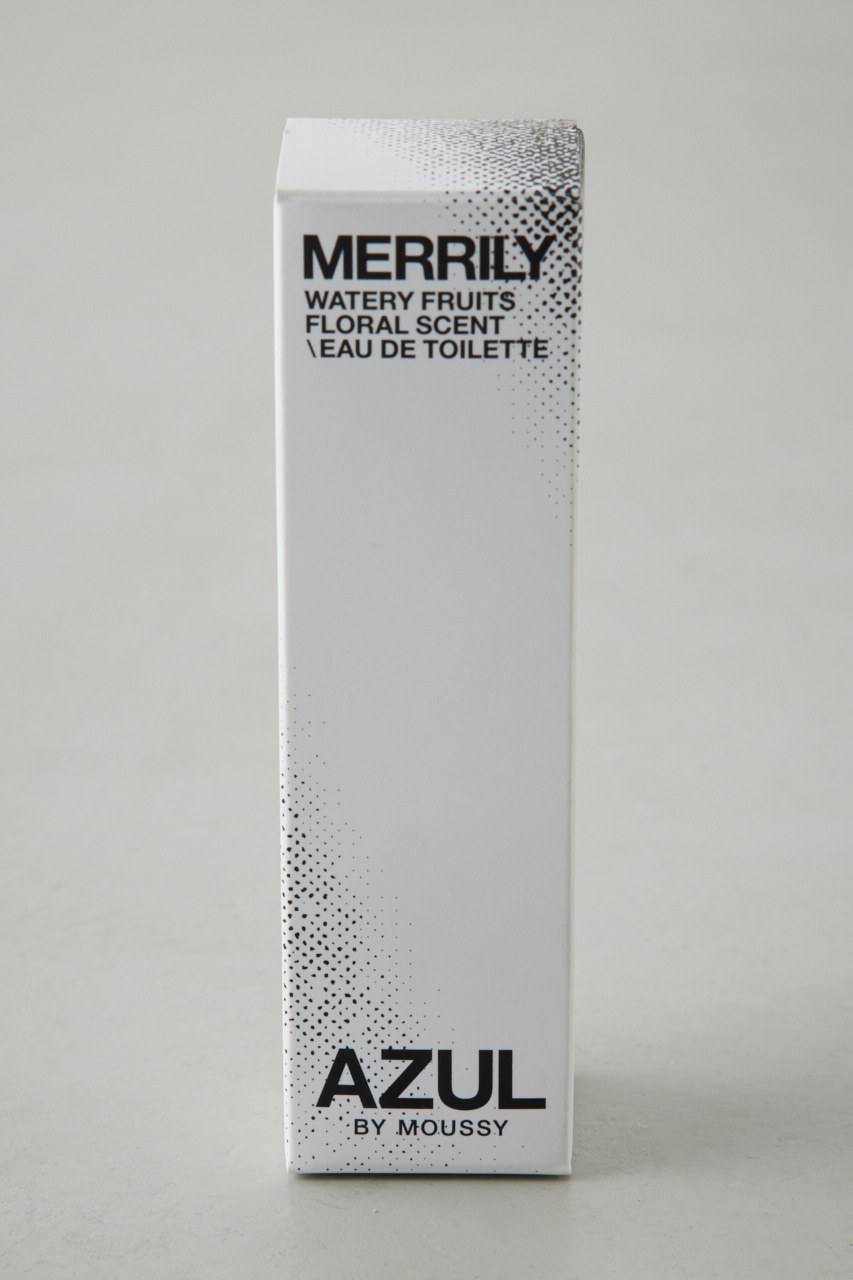 MERRILY
WATERY FRUITS
FLORAL SCENT
\EAU DE TOILETTE
AZUL
BY MOUSSY